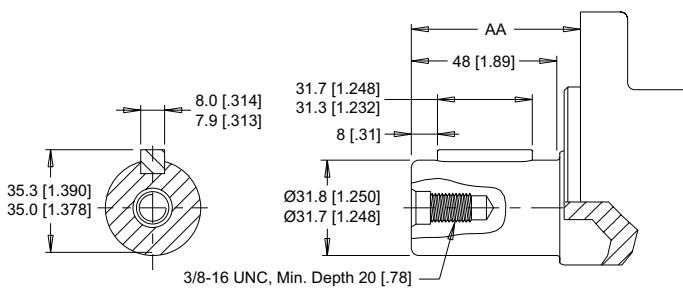 AA
48 [1.89]
8.0 [.314]
7.9 [.313]
31.7 [1.248]
31.3 [1.232]
8 [.31]
35.3 [1.390]
35.0 [1.378]
Ø31.8 [1.250]
Ø31.7 [1.248]
3/8-16 UNC, Min. Depth 20 [.78]